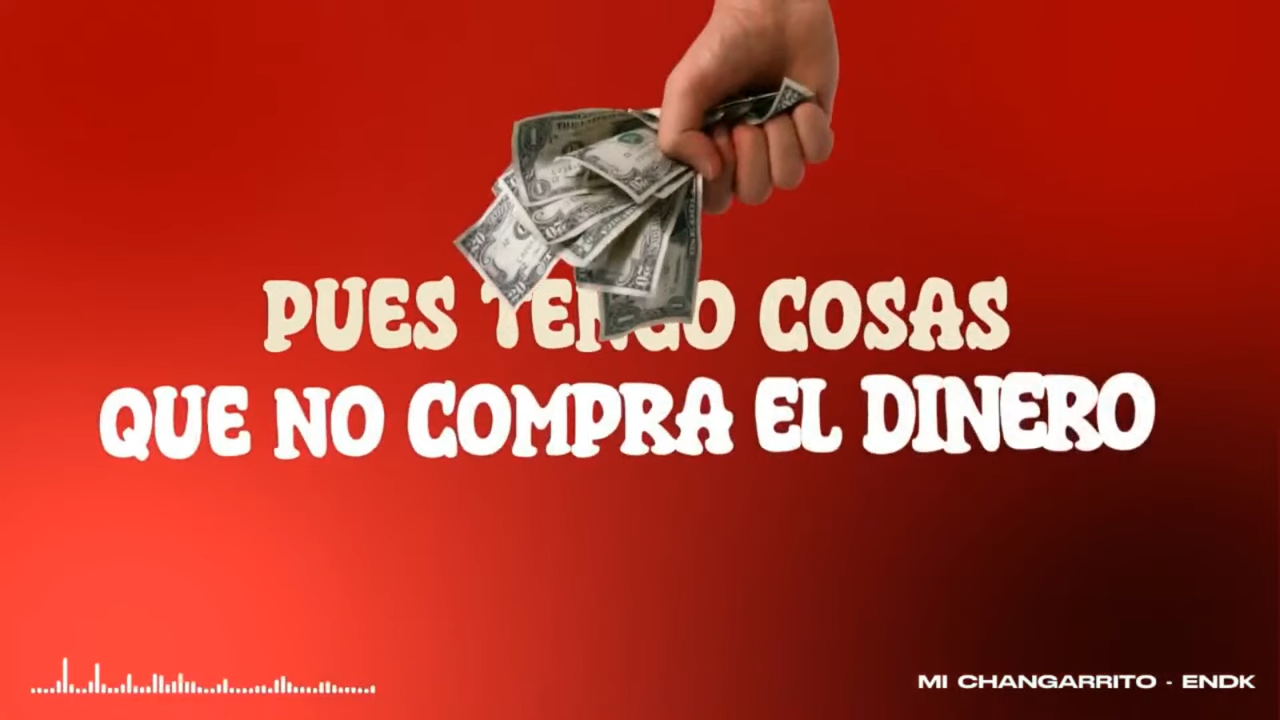 PUES TENGO COSAS
QUE NO COMPRA EL DINERO
MI CHANGARRITO - ENDK